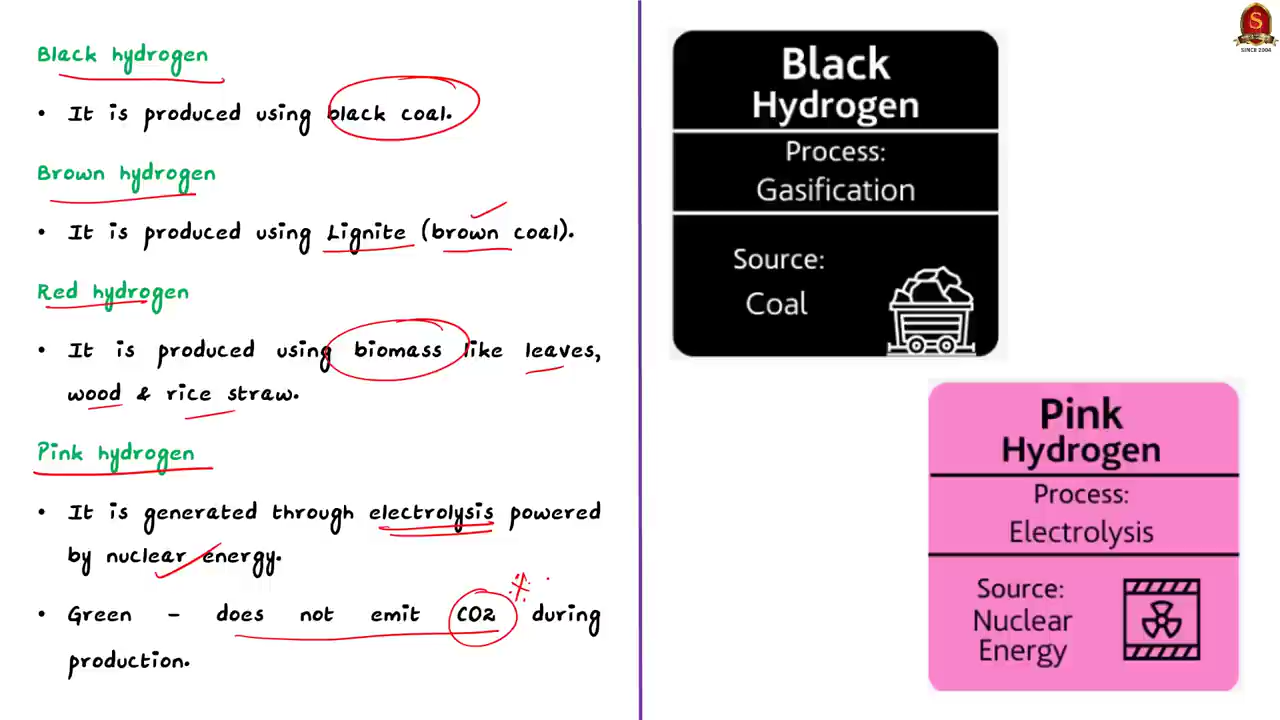 Black hydrogen
• It is produced using black coal.
Brown hydrogen
• It is produced using Lignite (brown coal).
Red hydrogen
• It is produced using biomass like leaves,
wood & rice straw.
Pink hydrogen
• It is generated through electrolysis powered
by nuclear energy.
• Green - does not emit CO2 during
production.
Black
Hydrogen
Process:
Gasification
Source:
Coal
Pink
Hydrogen
Process:
Electrolysis
Source:
Nuclear
Energy
S
SINCE 2004